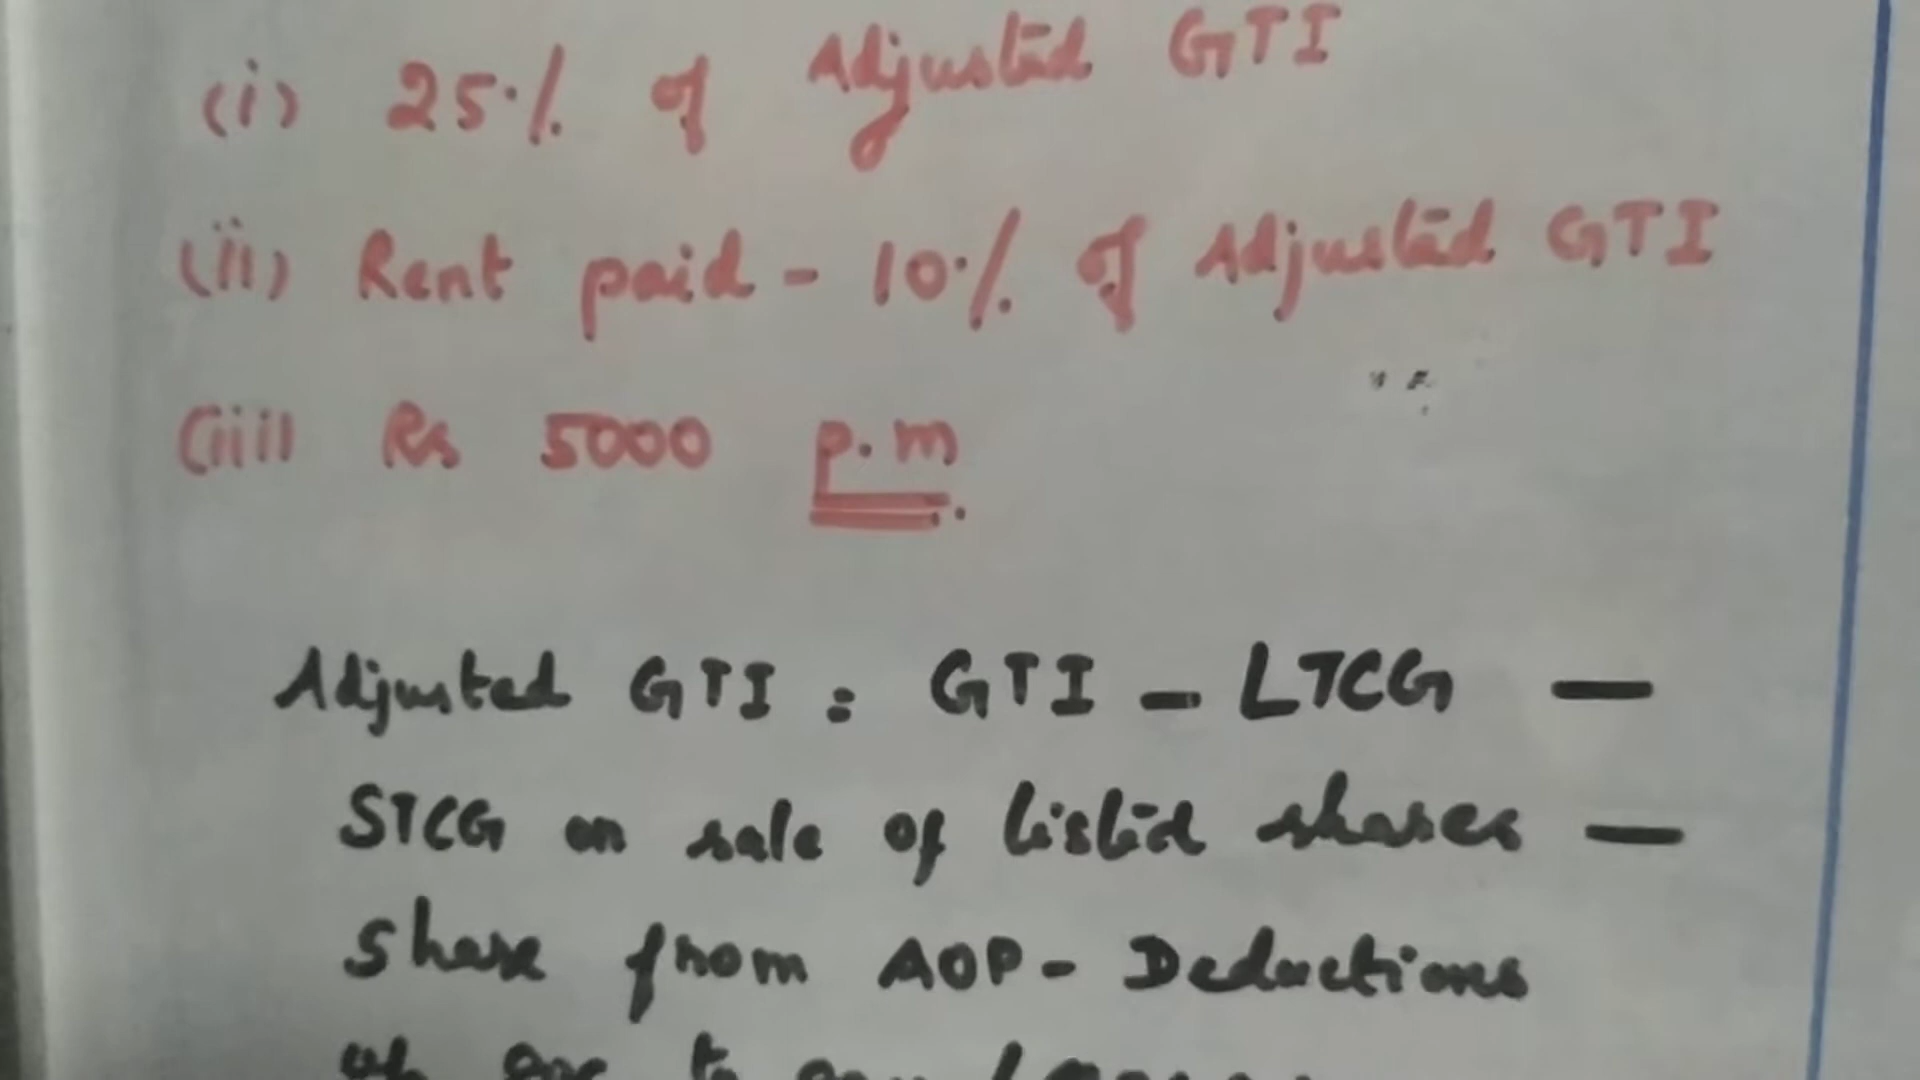 (i) 25% of Adjusted GTI
(ii) Rent paid - 10% of Adjusted GTI
(iii) Rs 5000 p.m.
Adjusted GTI = GTI - LTCG -
STCG on sale of listed shares -
Share from AOP - Deductions